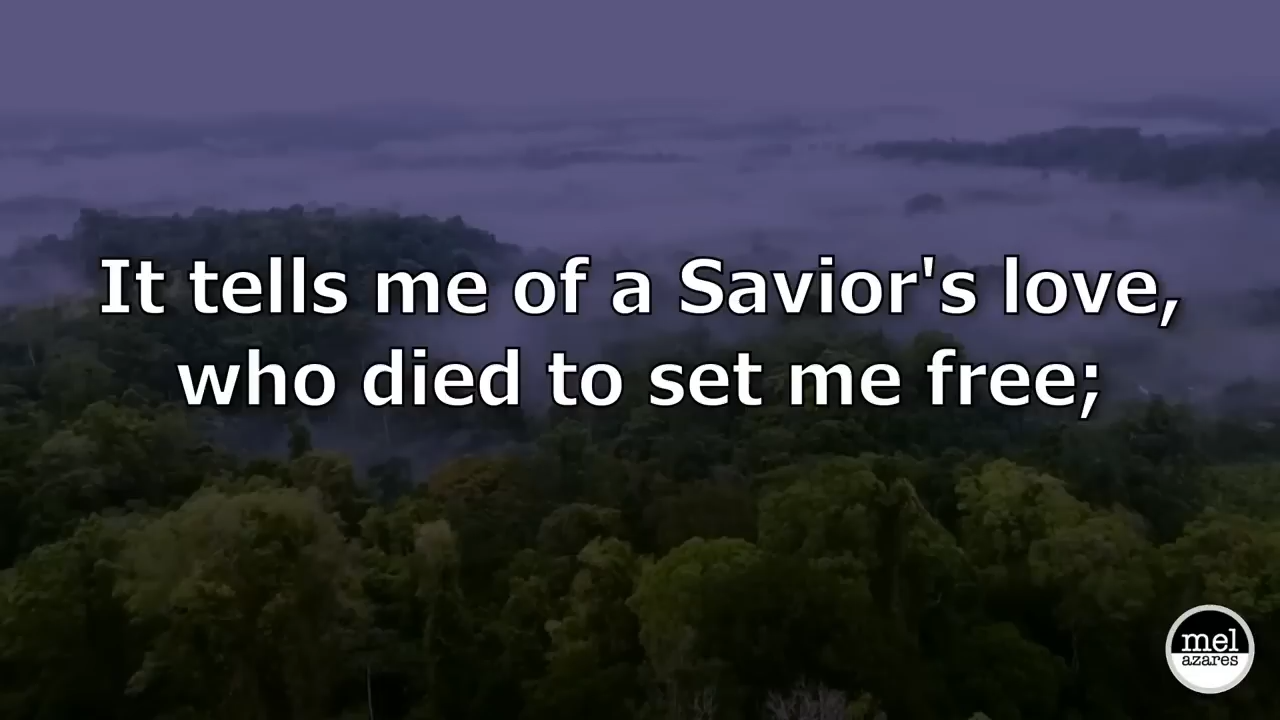 It tells me of a Savior's love,
who died to set me free;
mel
azares